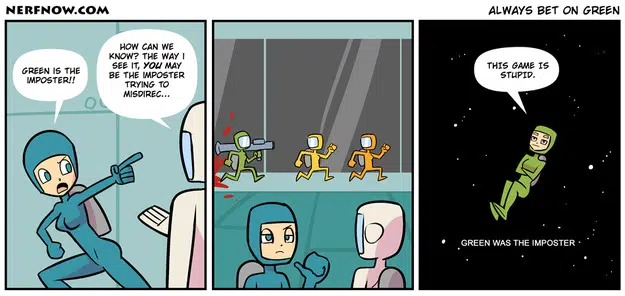 NERFNOW.COM
ALWAYS BET ON GREEN
GREEN IS THE
IMPOSTER!!
HOW CAN WE
KNOW? THE WAY I
SEE IT, YOU MAY
BE THE IMPOSTER
TRYING TO
MISDIREC...
THIS GAME IS
STUPID.
GREEN WAS THE IMPOSTER